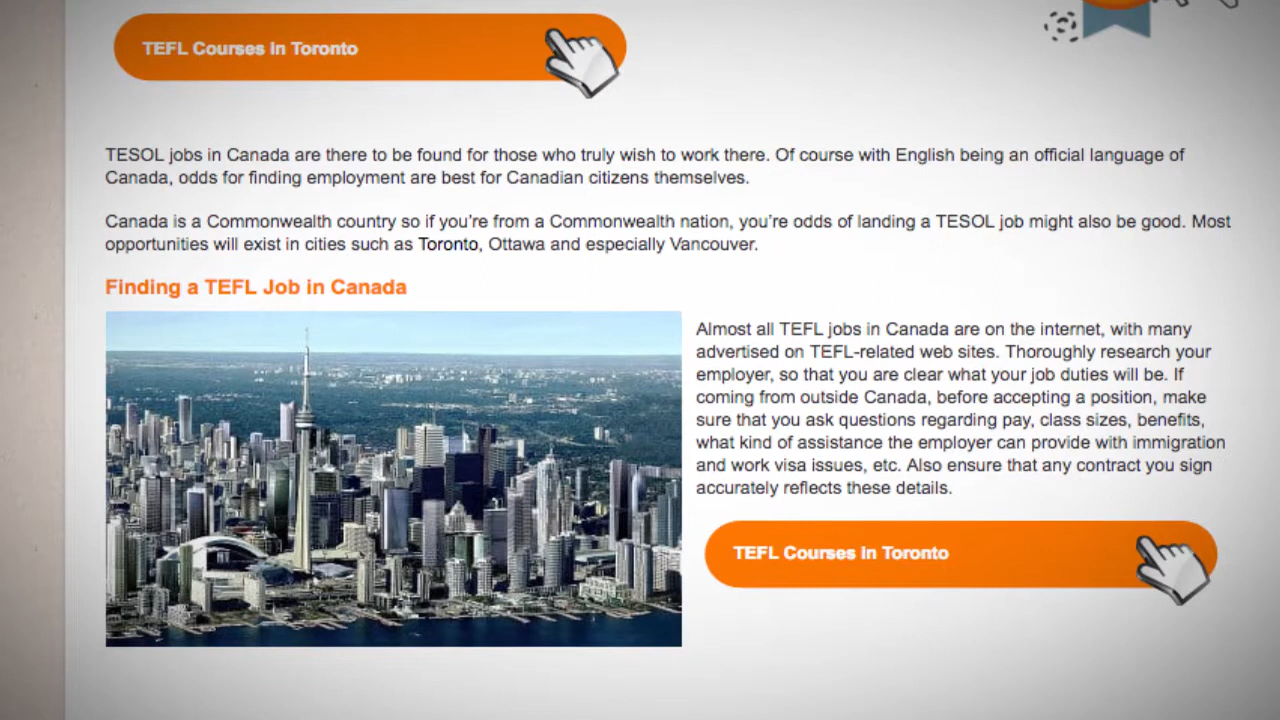 TEFL Courses in Toronto
TESOL jobs in Canada are there to be found for those who truly wish to work there. Of course with English being an official language of
Canada, odds for finding employment are best for Canadian citizens themselves.
Canada is a Commonwealth country so if you're from a Commonwealth nation, you're odds of landing a TESOL job might also be good. Most
opportunities will exist in cities such as Toronto, Ottawa and especially Vancouver.
Finding a TEFL Job in Canada
Almost all TEFL jobs in Canada are on the internet, with many
advertised on TEFL-related web sites. Thoroughly research your
employer, so that you are clear what your job duties will be. If
coming from outside Canada, before accepting a position, make
sure that you ask questions regarding pay, class sizes, benefits,
what kind of assistance the employer can provide with immigration
and work visa issues, etc. Also ensure that any contract you sign
accurately reflects these details.
TEFL Courses in Toronto